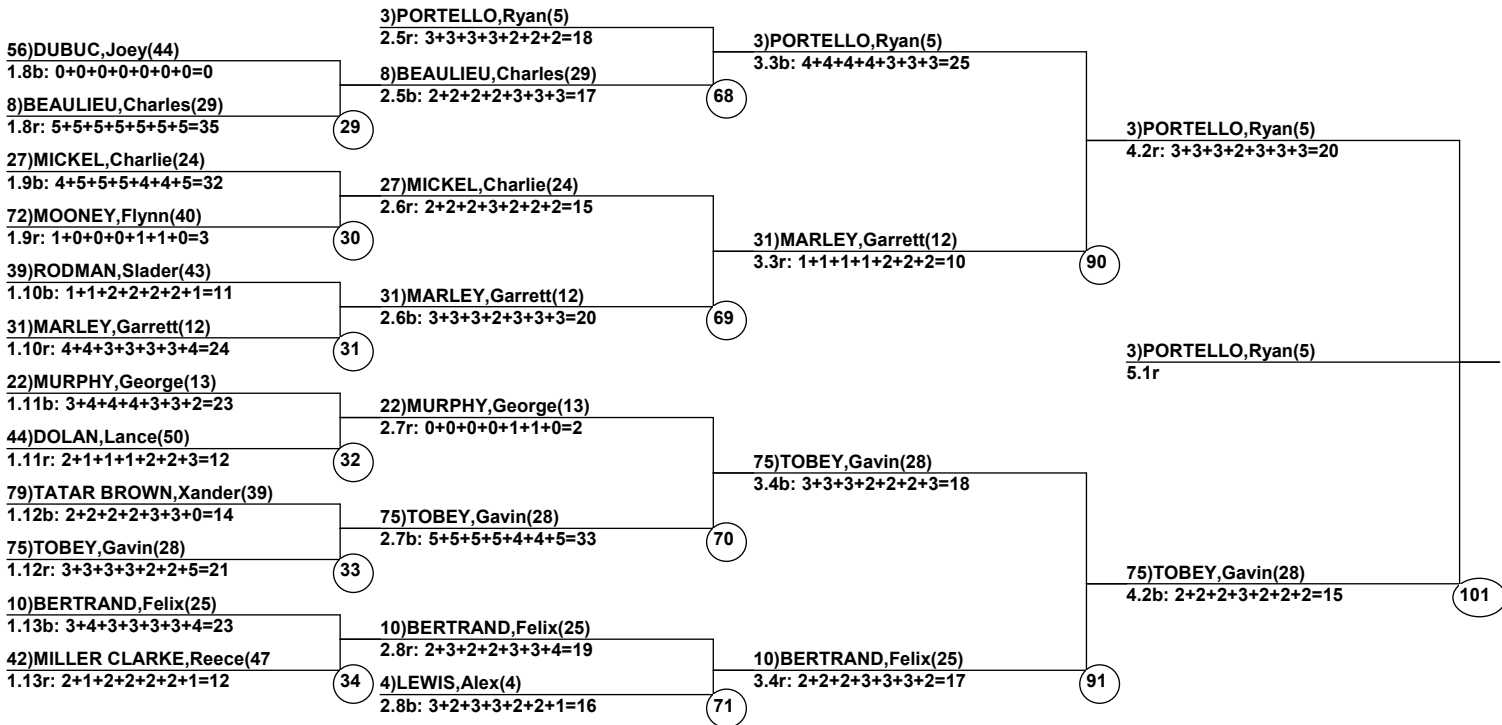 56)DUBUC,Joey(44)
1.8b: 0+0+0+0+0+0+0=0
8)BEAULIEU,Charles(29)
1.8r: 5+5+5+5+5+5+5=35
29
27)MICKEL,Charlie(24)
1.9b: 4+5+5+5+4+4+5=32
72)MOONEY,Flynn(40)
1.9r: 1+0+0+0+1+1+0=3
30
39)RODMAN,Slader(43)
1.10b: 1+1+2+2+2+2+1=11
31)MARLEY,Garrett(12)
1.10r: 4+4+3+3+3+3+4=24
31
22)MURPHY,George(13)
1.11b: 3+4+4+4+3+3+2=23
44)DOLAN,Lance(50)
1.11r: 2+1+1+1+2+2+3=12
32
79)TATAR BROWN,Xander(39)
1.12b: 2+2+2+2+3+3+0=14
75)TOBEY,Gavin(28)
1.12r: 3+3+3+3+2+2+5=21
33
10)BERTRAND,Felix(25)
1.13b: 3+4+3+3+3+3+4=23
42)MILLER CLARKE,Reece(47
1.13r: 2+1+2+2+2+2+1=12
34
3)PORTELLO,Ryan(5)
2.5r: 3+3+3+3+2+2+2=18
8)BEAULIEU,Charles(29)
2.5b: 2+2+2+2+3+3+3=17
68
27)MICKEL,Charlie(24)
2.6r: 2+2+2+3+2+2+2=15
31)MARLEY,Garrett(12)
2.6b: 3+3+3+2+3+3+3=20
69
22)MURPHY,George(13)
2.7r: 0+0+0+0+1+1+0=2
75)TOBEY,Gavin(28)
2.7b: 5+5+5+5+4+4+5=33
70
10)BERTRAND,Felix(25)
2.8r: 2+3+2+2+3+3+4=19
4)LEWIS,Alex(4)
2.8b: 3+2+3+3+2+2+1=16
71
3)PORTELLO,Ryan(5)
3.3b: 4+4+4+4+3+3+3=25
31)MARLEY,Garrett(12)
3.3r: 1+1+1+1+2+2+2=10
90
75)TOBEY,Gavin(28)
3.4b: 3+3+3+2+2+2+3=18
10)BERTRAND,Felix(25)
3.4r: 2+2+2+3+3+3+2=17
91
3)PORTELLO,Ryan(5)
4.2r: 3+3+3+2+3+3+3=20
75)TOBEY,Gavin(28)
4.2b: 2+2+2+3+2+2+2=15
101
3)PORTELLO,Ryan(5)
5.1r